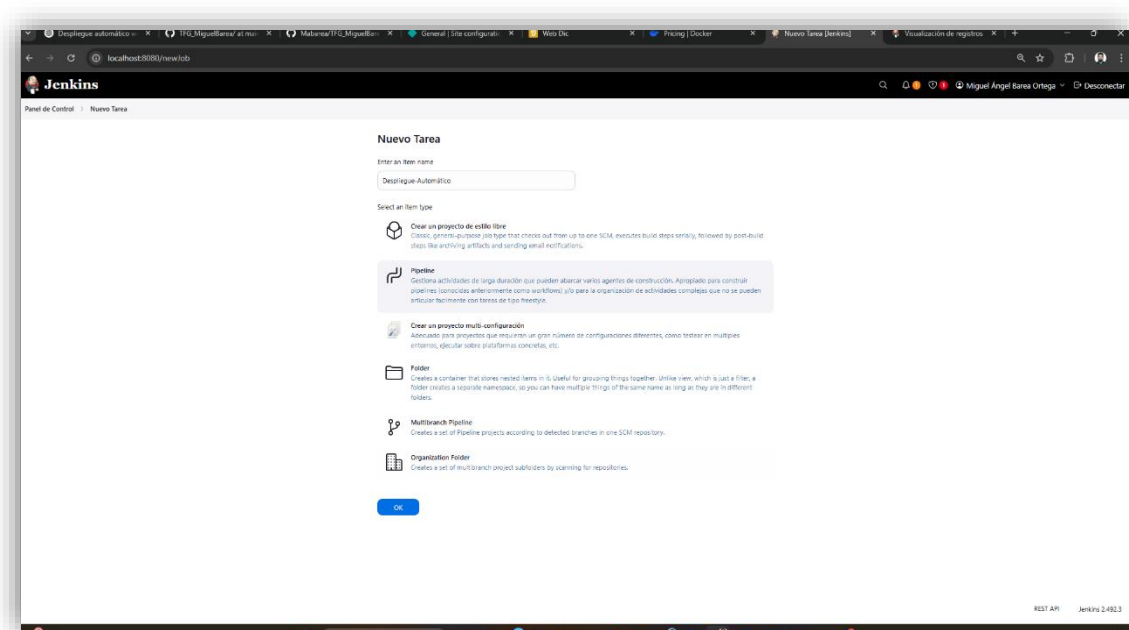 Despliegue automático
TFG_MiguelBarea/ at mai
Mabarea/TFG_MiguelBar
General | Site configuratio
Web Dic
Pricing | Docker
Nuevo Tarea [Jenkins]
Visualización de registros
localhost:8080/newJob
Jenkins
Miguel Ángel Barea Ortega
Desconectar
Panel de Control > Nuevo Tarea
Nuevo Tarea
Enter an item name
Despliegue-Automático
Select an item type
Crear un proyecto de estilo libre
Classic, general-purpose job type that checks out from up to one SCM, executes build steps serially, followed by post-build
steps like archiving artifacts and sending email notifications.
Pipeline
Gestiona actividades de larga duración que pueden abarcar varios agentes de construcción. Apropiado para construir
pipelines (conocidas anteriormente como workflows) y/o para la organización de actividades complejas que no se pueden
articular fácilmente con tareas de tipo freestyle.
Crear un proyecto multi-configuración
Adecuado para proyectos que requieran un gran número de configuraciones diferentes, como testear en multiples
entornos, ejecutar sobre plataformas concretas, etc.
Folder
Creates a container that stores nested items in it. Useful for grouping things together. Unlike view, which is just a filter, a
folder creates a separate namespace, so you can have multiple things of the same name as long as they are in different
folders.
Multibranch Pipeline
Creates a set of Pipeline projects according to detected branches in one SCM repository.
Organization Folder
Creates a set of multibranch project subfolders by scanning for repositories.
OK
REST API
Jenkins 2.492.3